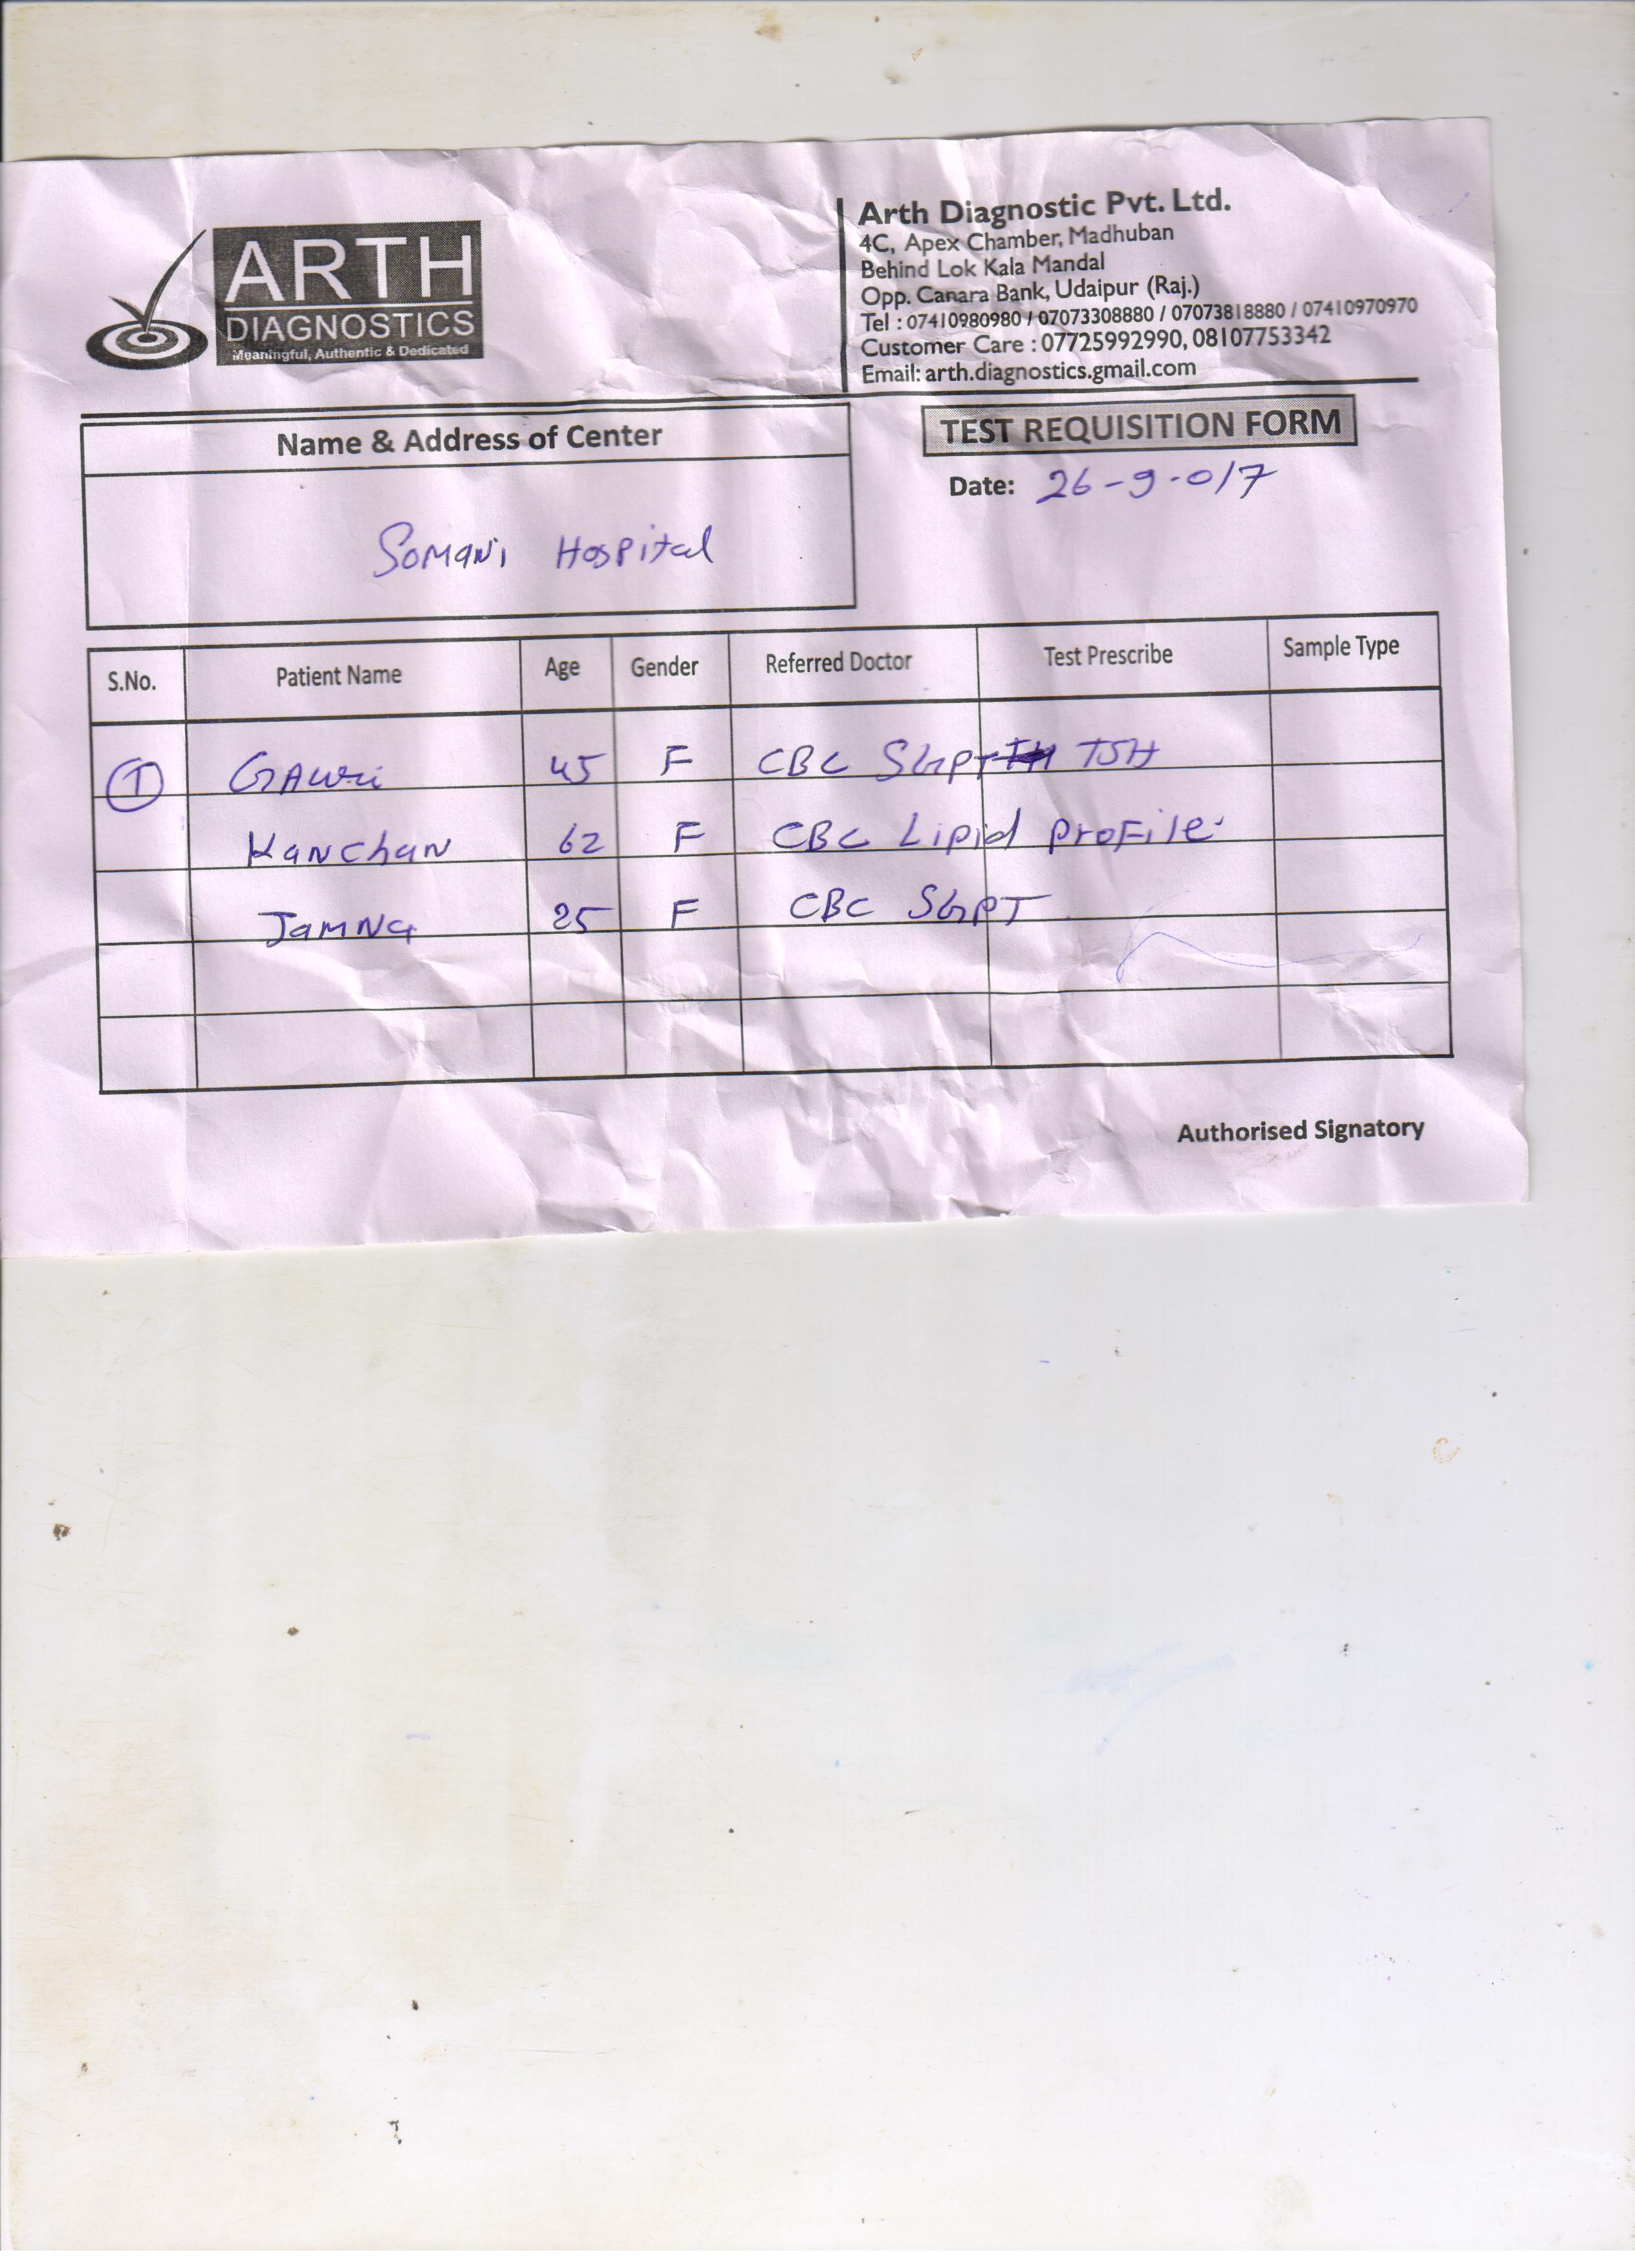 ARTH
DIAGNOSTICS
Meaningful, Authentic & Dedicated
Arth Diagnostic Pvt. Ltd.
4C, Apex Chamber, Madhuban
Behind Lok Kala Mandal
Opp. Canara Bank, Udaipur (Raj.)
Tel : 07410980980 / 07073308880 / 07073818880 / 07410970970
Customer Care : 07725992990, 08107753342
Email: arth.diagnostics.gmail.com
Name & Address of Center
TEST REQUISITION FORM
Date: 26-9-017
Somani Hospital
S.No. Patient Name Age Gender Referred Doctor Test Prescribe Sample Type
1 GAWri 45 F CBC SGPT TSH
KanChan 62 F CBC Lipid ProFile
JamNa 25 F CBC SGPT
Authorised Signatory